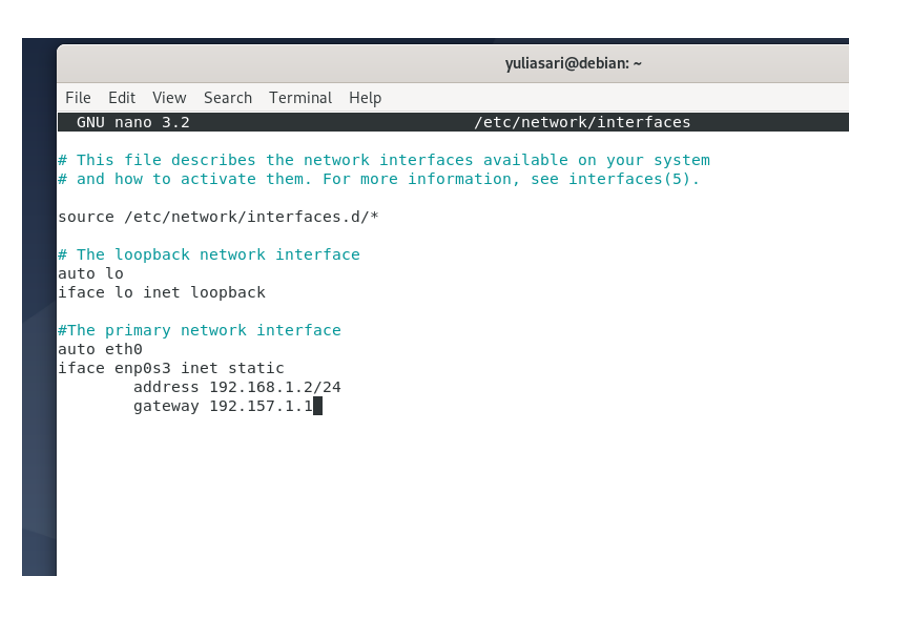 yuliasari@debian: ~
File Edit View Search Terminal Help
GNU nano 3.2 /etc/network/interfaces
# This file describes the network interfaces available on your system
# and how to activate them. For more information, see interfaces(5).
source /etc/network/interfaces.d/*
# The loopback network interface
auto lo
iface lo inet loopback
#The primary network interface
auto eth0
iface enp0s3 inet static
address 192.168.1.2/24
gateway 192.157.1.1